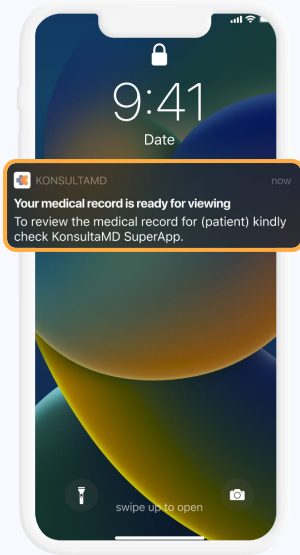 9:41
Date
KONSULTAMD now
Your medical record is ready for viewing
To review the medical record for (patient) kindly
check KonsultaMD SuperApp.
swipe up to open